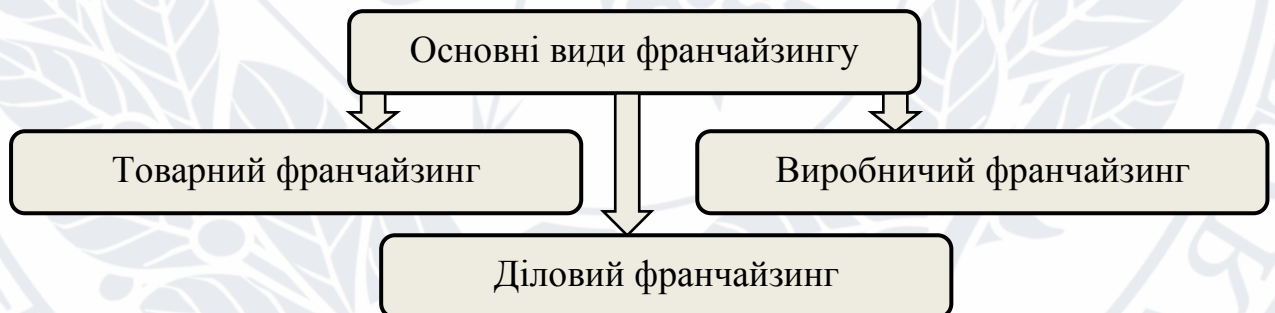 Основні види франчайзингу
Товарний франчайзинг
Виробничий франчайзинг
Діловий франчайзинг